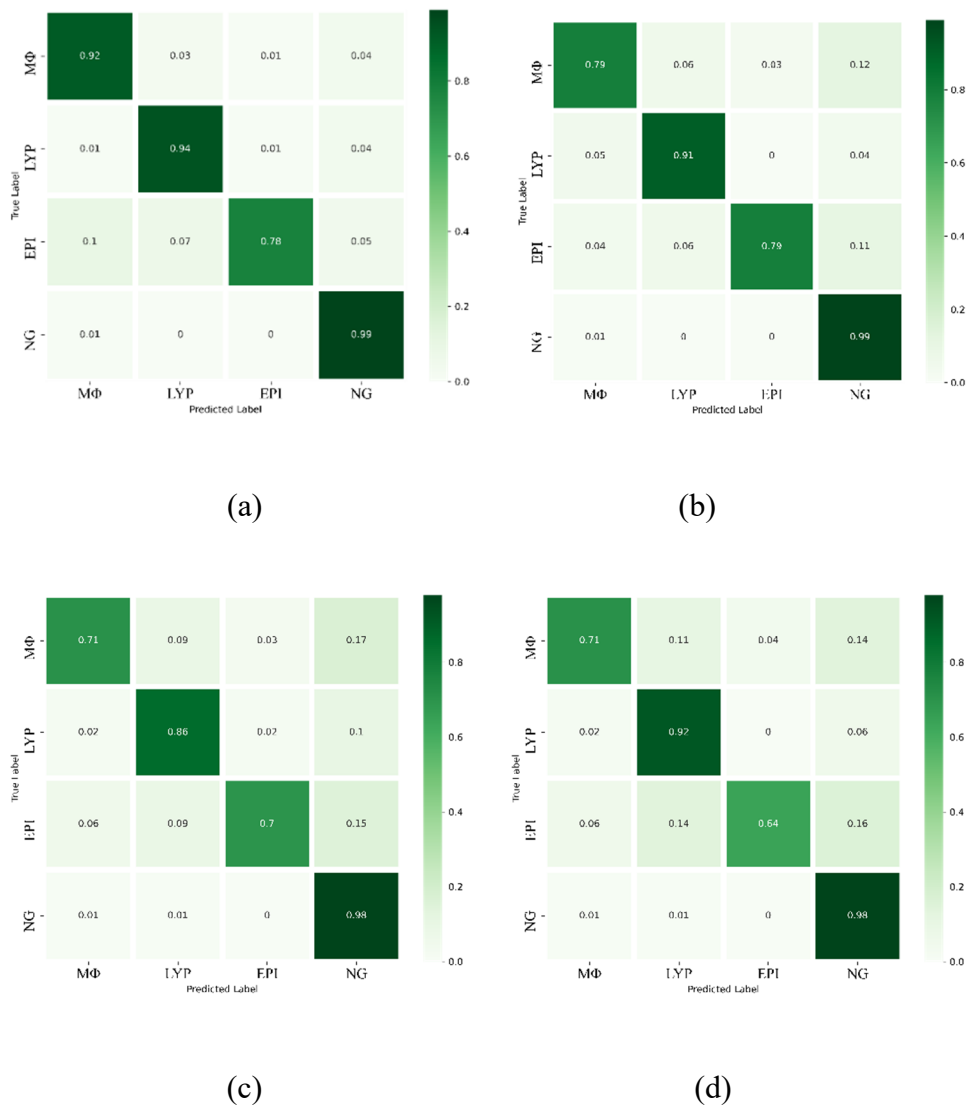 MΦ 0.92 0.03 0.01 0.04
LYP 0.01 0.94 0.01 0.04
EPI 0.1 0.07 0.78 0.05
NG 0.01 0 0 0.99
MΦ LYP EPI NG
True Label
Predicted Label
0.8
0.6
0.4
0.2
0.0
(a)
MΦ 0.79 0.06 0.03 0.12
LYP 0.05 0.91 0 0.04
EPI 0.04 0.06 0.79 0.11
NG 0.01 0 0 0.99
MΦ LYP EPI NG
True Label
Predicted Label
0.8
0.6
0.4
0.2
0.0
(b)
MΦ 0.71 0.09 0.03 0.17
LYP 0.02 0.86 0.02 0.1
EPI 0.06 0.09 0.7 0.15
NG 0.01 0.01 0 0.98
MΦ LYP EPI NG
True Label
Predicted Label
0.8
0.6
0.4
0.2
0.0
(c)
MΦ 0.71 0.11 0.04 0.14
LYP 0.02 0.92 0 0.06
EPI 0.06 0.14 0.64 0.16
NG 0.01 0.01 0 0.98
MΦ LYP EPI NG
True Label
Predicted Label
0.8
0.6
0.4
0.2
0.0
(d)